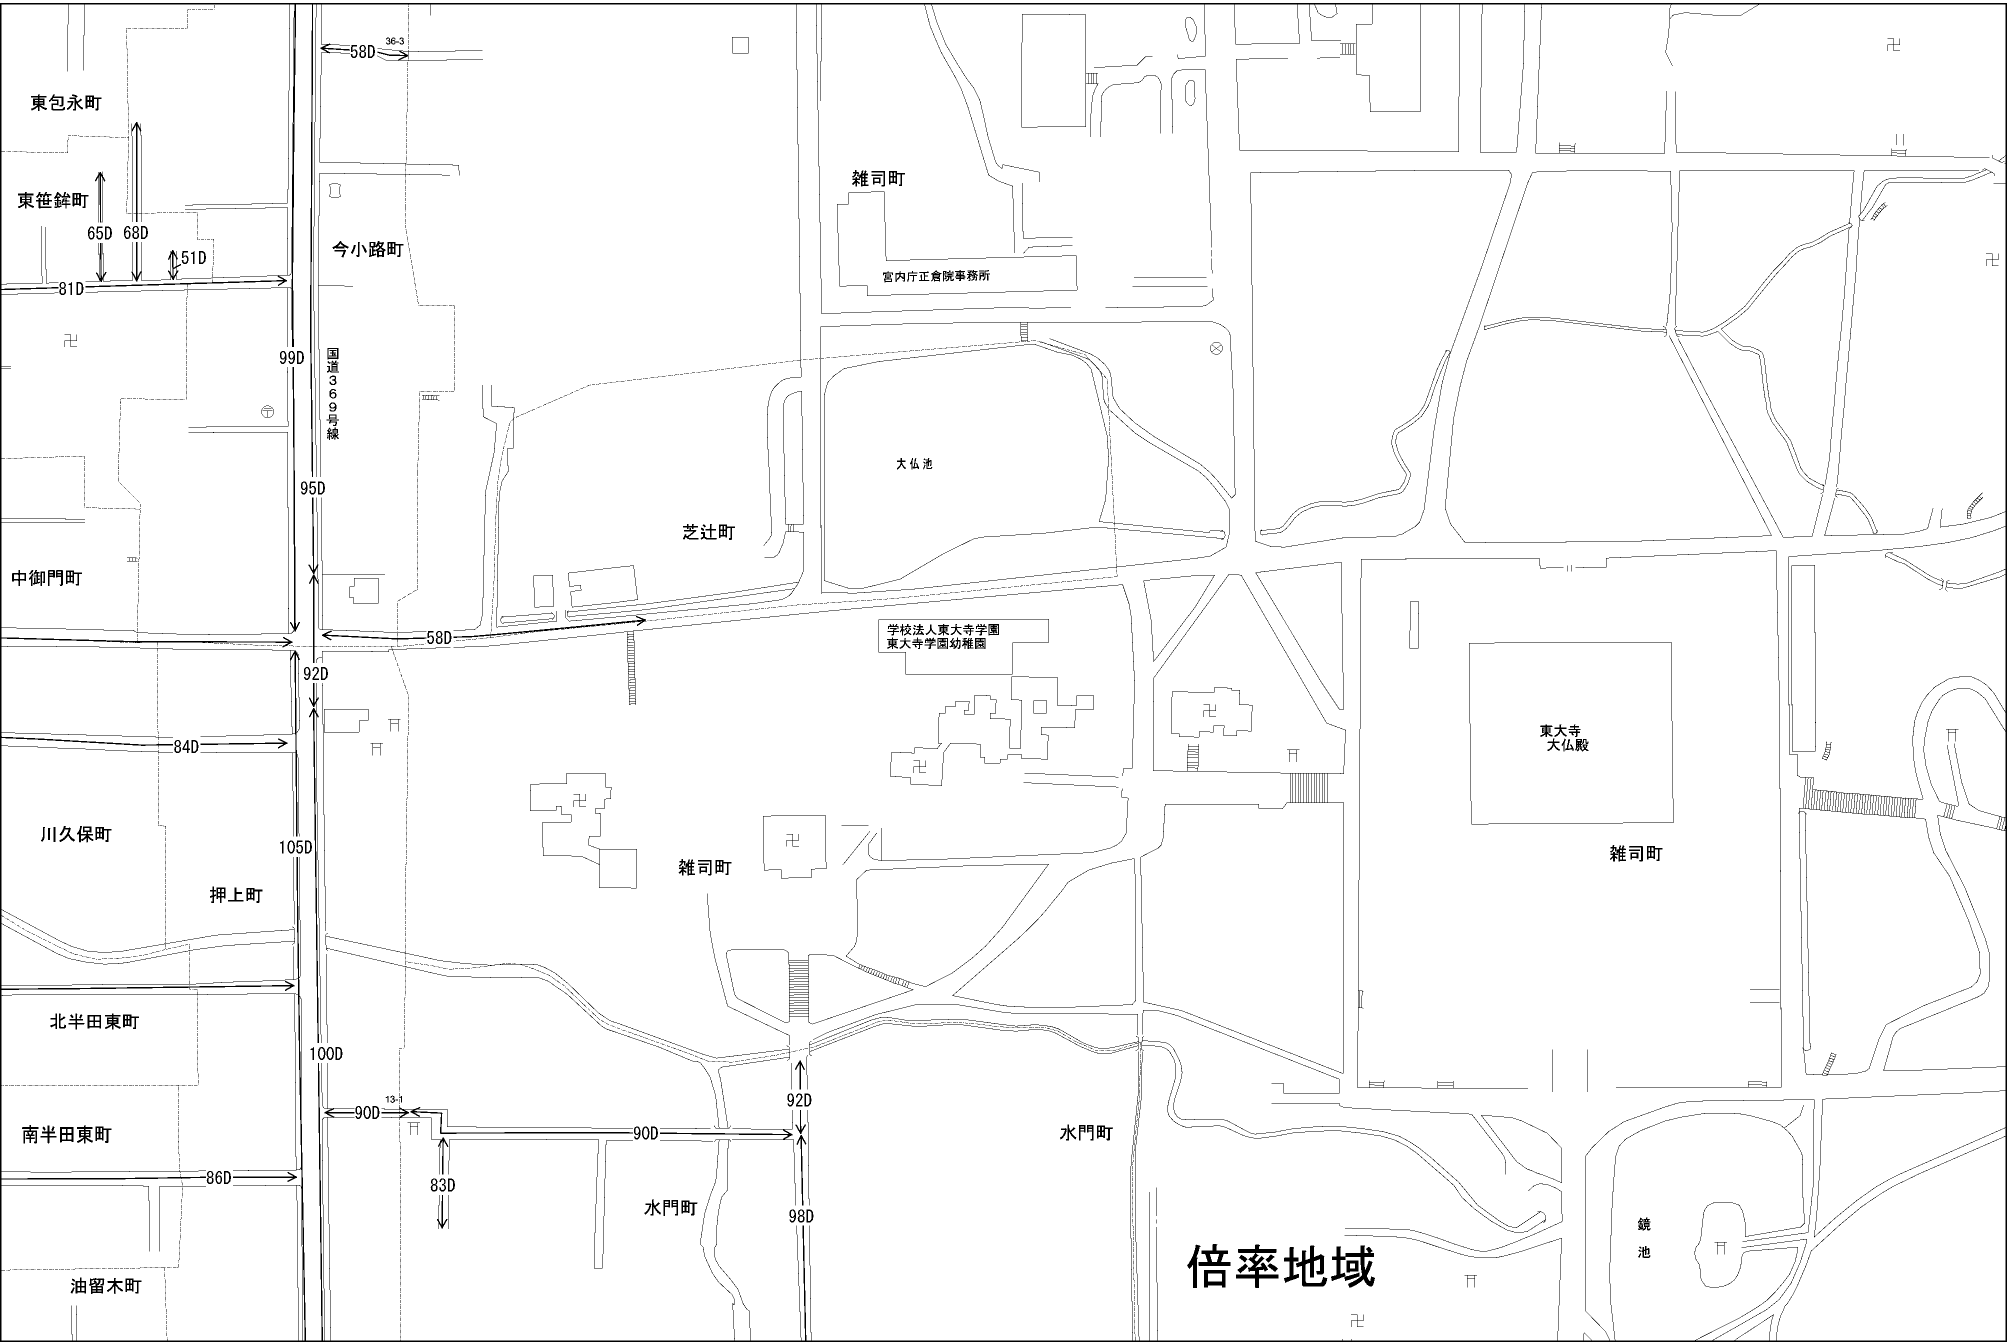 36-3
58D
東包永町
雑司町
東笹鉾町
65D
68D
51D
今小路町
宮内庁正倉院事務所
81D
99D
国道369号線
大仏池
95D
芝辻町
中御門町
58D
学校法人東大寺学園
東大寺学園幼稚園
92D
84D
東大寺
大仏殿
川久保町
105D
雑司町
雑司町
押上町
北半田東町
100D
13-1
90D
92D
南半田東町
90D
水門町
86D
83D
水門町
98D
鏡池
倍率地域
油留木町